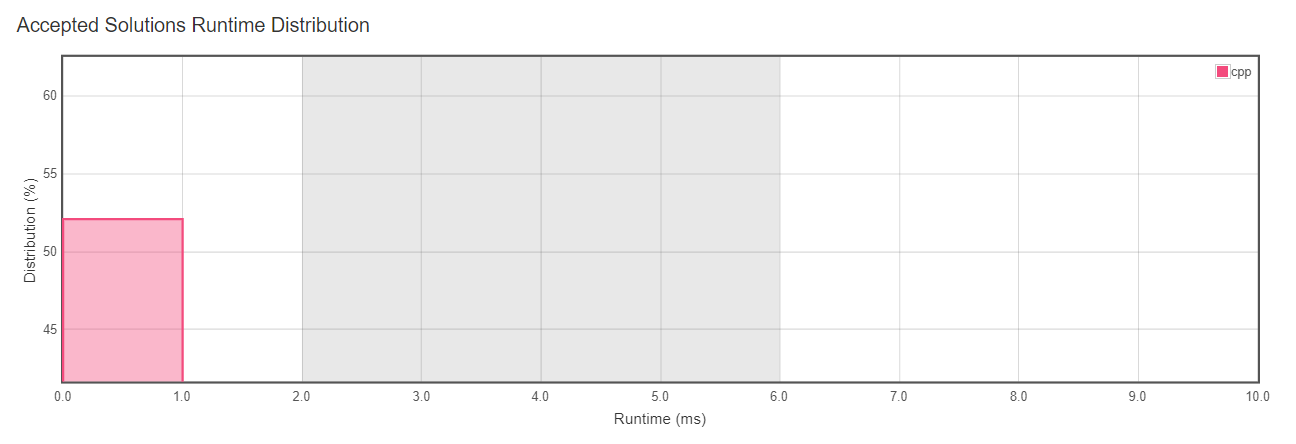 Accepted Solutions Runtime Distribution
cpp
60
55
50
45
Distribution (%)
0.0 1.0 2.0 3.0 4.0 5.0 6.0 7.0 8.0 9.0 10.0
Runtime (ms)